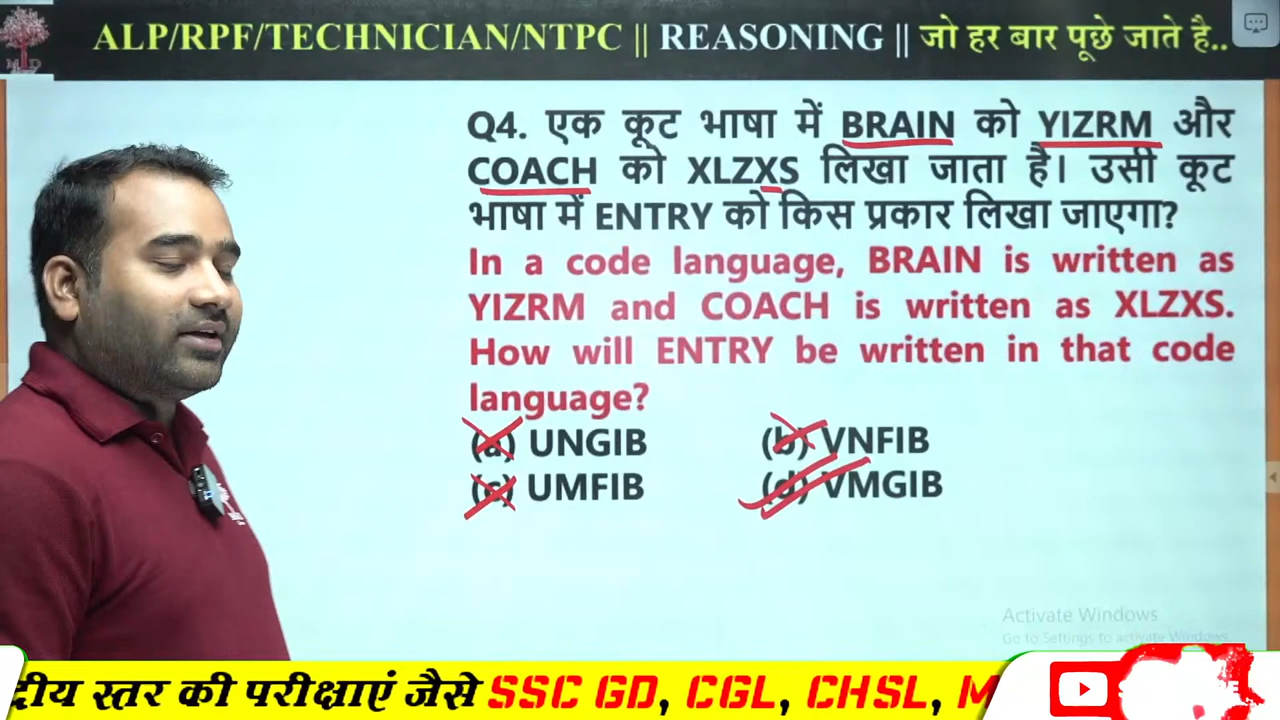 ALP/RPF/TECHNICIAN/NTPC || REASONING || जो हर बार पूछे जाते है..
Q4. एक कूट भाषा में BRAIN को YIZRM और
COACH को XLZXS लिखा जाता है। उसी कूट
भाषा में ENTRY को किस प्रकार लिखा जाएगा?
In a code language, BRAIN is written as
YIZRM and COACH is written as XLZXS.
How will ENTRY be written in that code
language?
(a) UNGIB (b) VNFIB
(c) UMFIB (d) VMGIB
Activate Windows
Go to Settings to activate Windows.
स्तर की परीक्षाएं जैसे SSC GD, CGL, CHSL,